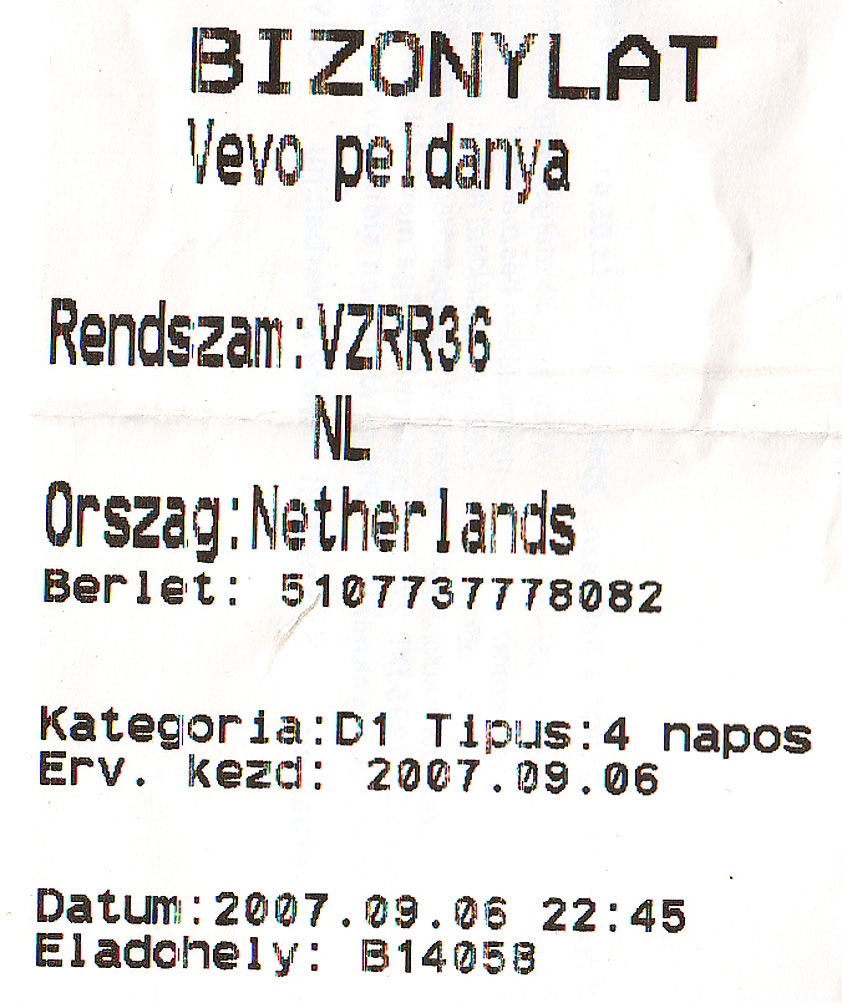 BIZONYLAT
Vevo peldanya
Rendszam:VZRR36
NL
Orszag:Netherlands
Berlet: 5107737778082
Kategoria:D1 Tipus:4 napos
Erv. kezd: 2007.09.06
Datum:2007.09.06 22:45
Eladohely: B14058